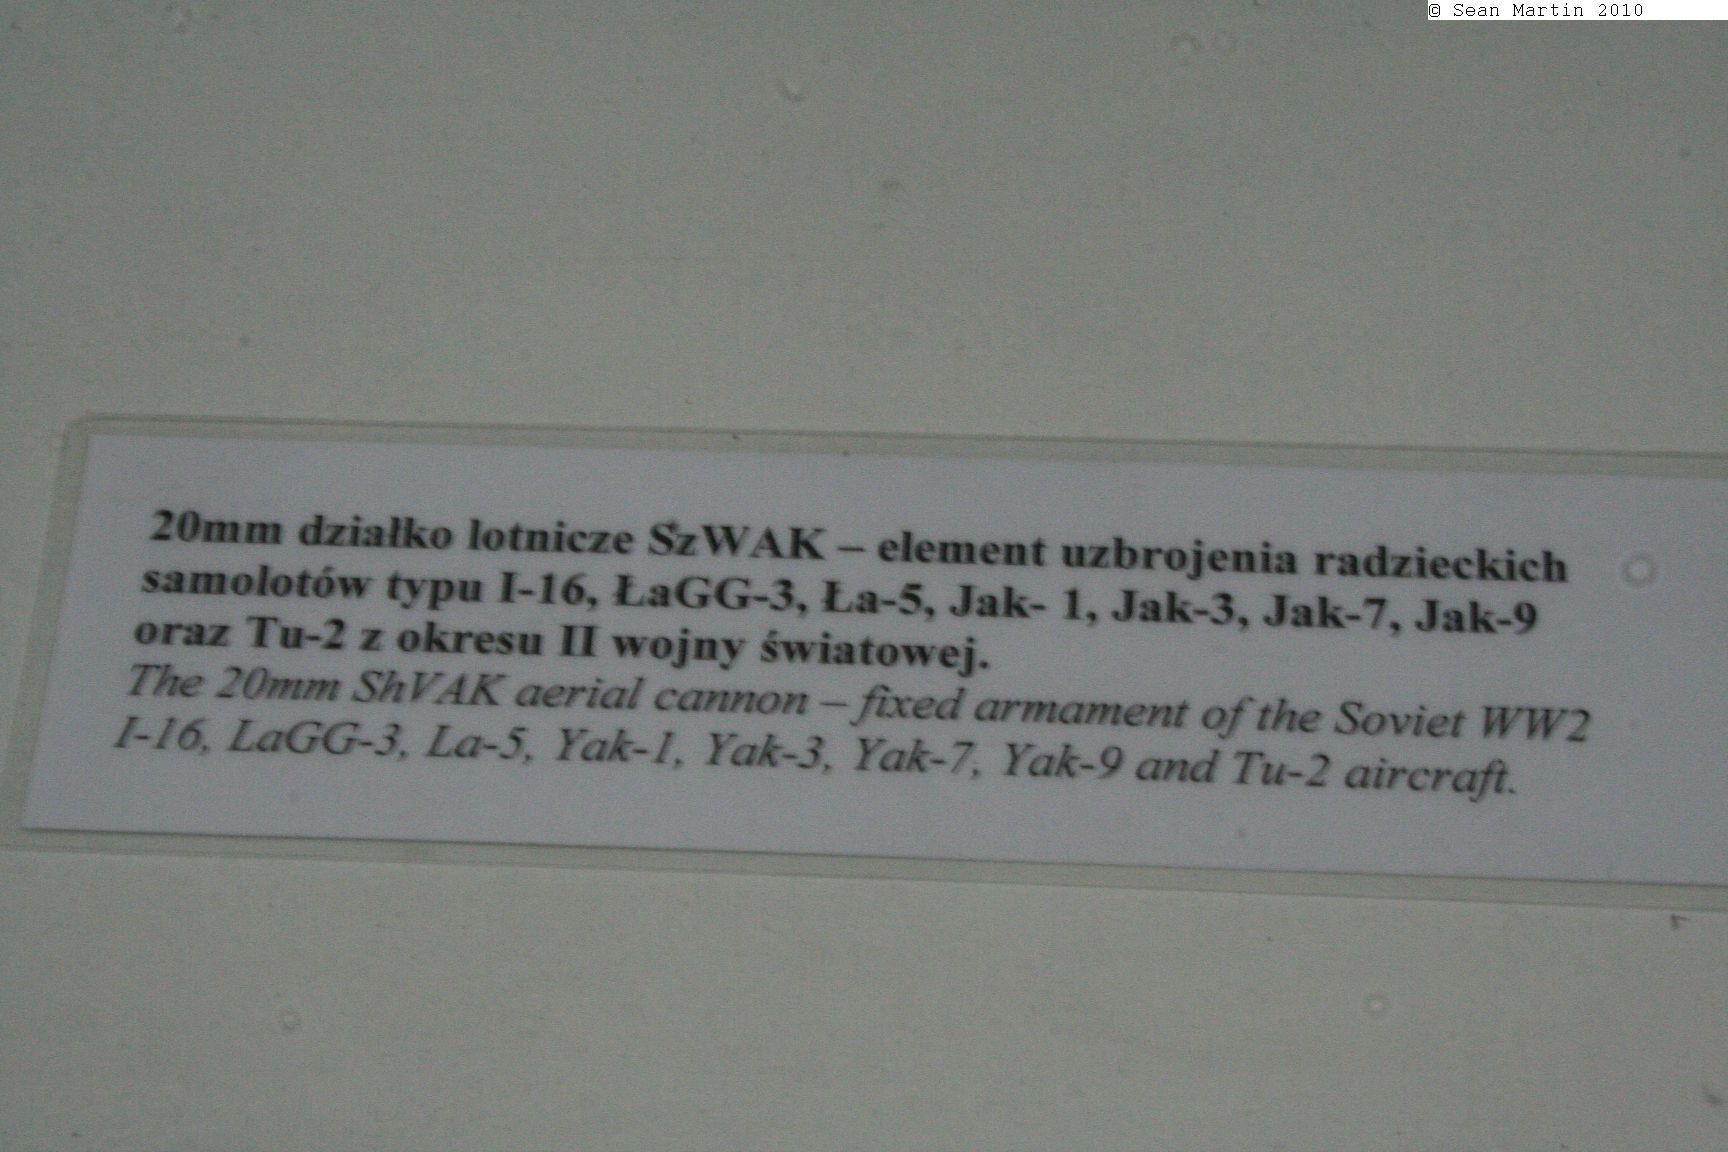 © Sean Martin 2010
20mm działko lotnicze SzWAK – element uzbrojenia radzieckich
samolotów typu I-16, ŁaGG-3, Ła-5, Jak- 1, Jak-3, Jak-7, Jak-9
oraz Tu-2 z okresu II wojny światowej.
The 20mm ShVAK aerial cannon – fixed armament of the Soviet WW2
I-16, LaGG-3, La-5, Yak-1, Yak-3, Yak-7, Yak-9 and Tu-2 aircraft.